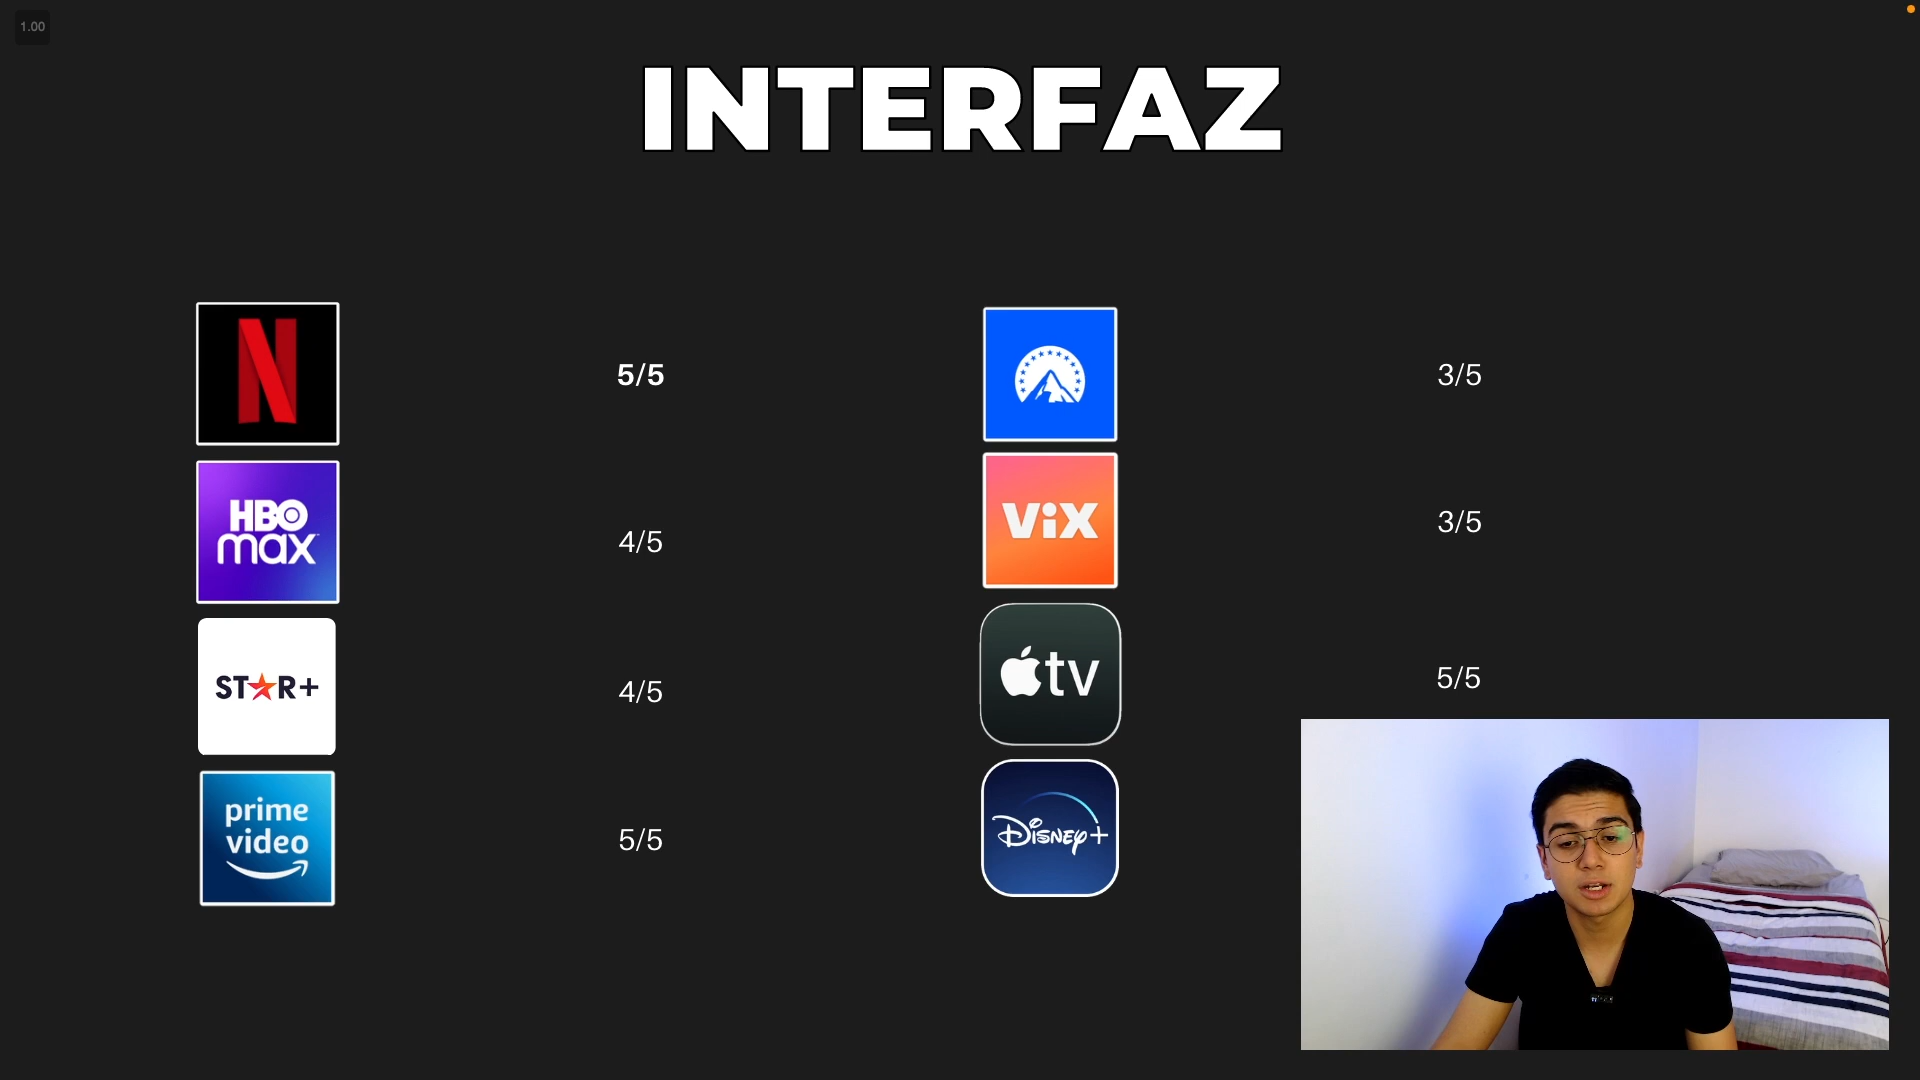 1.00
INTERFAZ
N
5/5
HBO
max
4/5
STAR+
4/5
prime
video
5/5
3/5
ViX
3/5
tv
5/5
Disney+